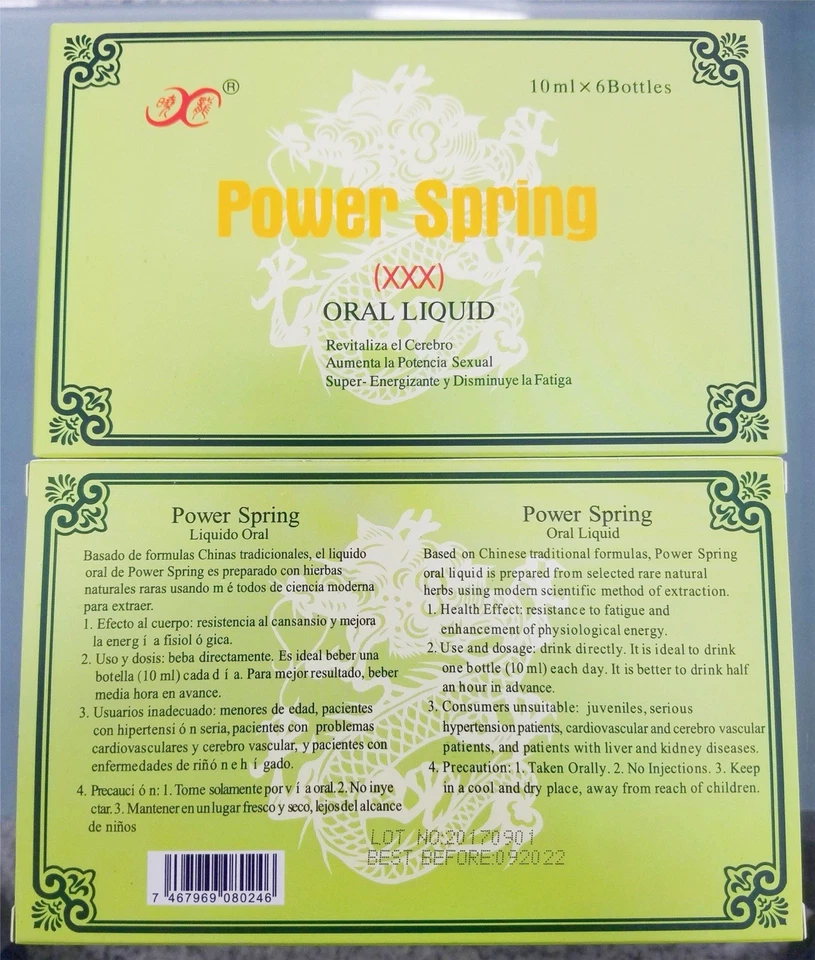 ®
10ml×6Bottles
Power Spring
(XXX)
ORAL LIQUID
Revitaliza el Cerebro
Aumenta la Potencia Sexual
Super- Energizante y Disminuye la Fatiga
Power Spring
Liquido Oral
Basado de formulas Chinas tradicionales, el liquido
oral de Power Spring es preparado con hierbas
naturales raras usando m é todos de ciencia moderna
para extraer.
1. Efecto al cuerpo: resistencia al cansansio y mejora
la energ í a fisiol ó gica.
2. Uso y dosis: beba directamente. Es ideal beber una
botella (10 ml) cada d í a. Para mejor resultado, beber
media hora en avance.
3. Usuarios inadecuado: menores de edad, pacientes
con hipertensi ó n seria, pacientes con problemas
cardiovasculares y cerebro vascular, y pacientes con
enfermedades de riñó n e h í gado.
4. Precauci ó n: 1. Tome solamente por v í a oral. 2. No inye
ctar. 3. Mantener en un lugar fresco y seco, lejos del alcance
de niños
7 467969 080246
Power Spring
Oral Liquid
Based on Chinese traditional formulas, Power Spring
oral liquid is prepared from selected rare natural
herbs using modern scientific method of extraction.
1. Health Effect: resistance to fatigue and
enhancement of physiological energy.
2. Use and dosage: drink directly. It is ideal to drink
one bottle (10 ml) each day. It is better to drink half
an hour in advance.
3. Consumers unsuitable: juveniles, serious
hypertension patients, cardiovascular and cerebro vascular
patients, and patients with liver and kidney diseases.
4. Precaution: 1. Taken Orally. 2. No Injections. 3. Keep
in a cool and dry place, away from reach of children.
LOT NO:20170901
BEST BEFORE:092022